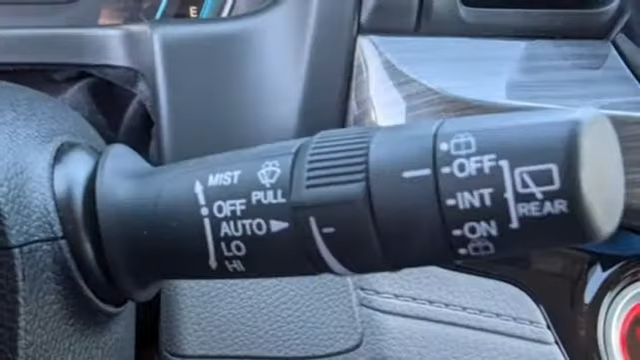 E
MIST
PULL
OFF
AUTO
LO
HI
OFF
INT
ON
REAR